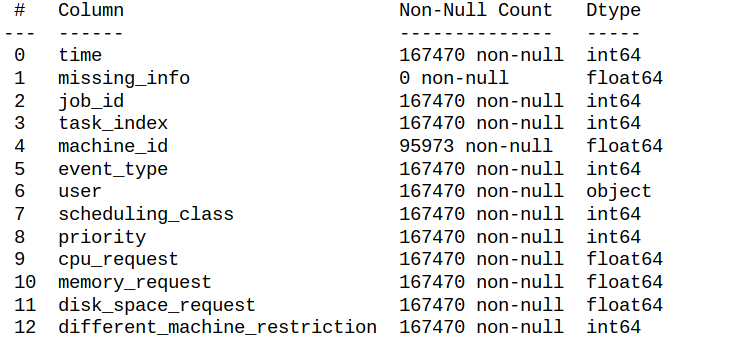 #   Column                         Non-Null Count   Dtype
---  ------                         --------------   -----
0   time                           167470 non-null  int64
1   missing_info                   0 non-null       float64
2   job_id                         167470 non-null  int64
3   task_index                     167470 non-null  int64
4   machine_id                     95973 non-null   float64
5   event_type                     167470 non-null  int64
6   user                           167470 non-null  object
7   scheduling_class               167470 non-null  int64
8   priority                       167470 non-null  int64
9   cpu_request                    167470 non-null  float64
10  memory_request                 167470 non-null  float64
11  disk_space_request             167470 non-null  float64
12  different_machine_restriction  167470 non-null  int64